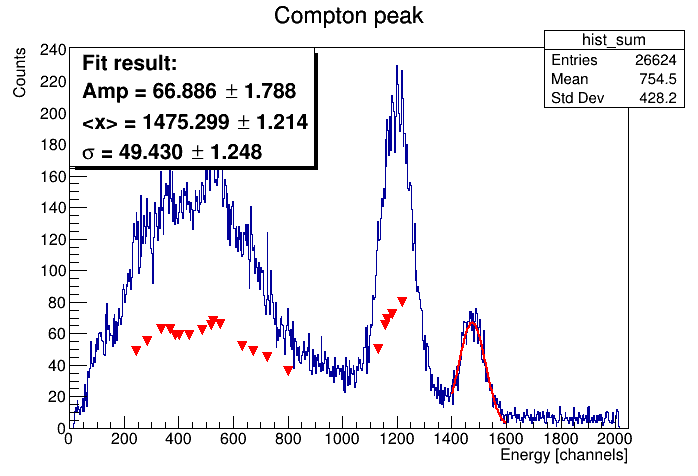 Compton peak
hist_sum
Entries 26624
Mean 754.5
Std Dev 428.2
Fit result:
Amp = 66.886 ± 1.788
<x> = 1475.299 ± 1.214
σ = 49.430 ± 1.248
Counts
240
220
200
180
160
140
120
100
80
60
40
20
0
0 200 400 600 800 1000 1200 1400 1600 1800 2000
Energy [channels]